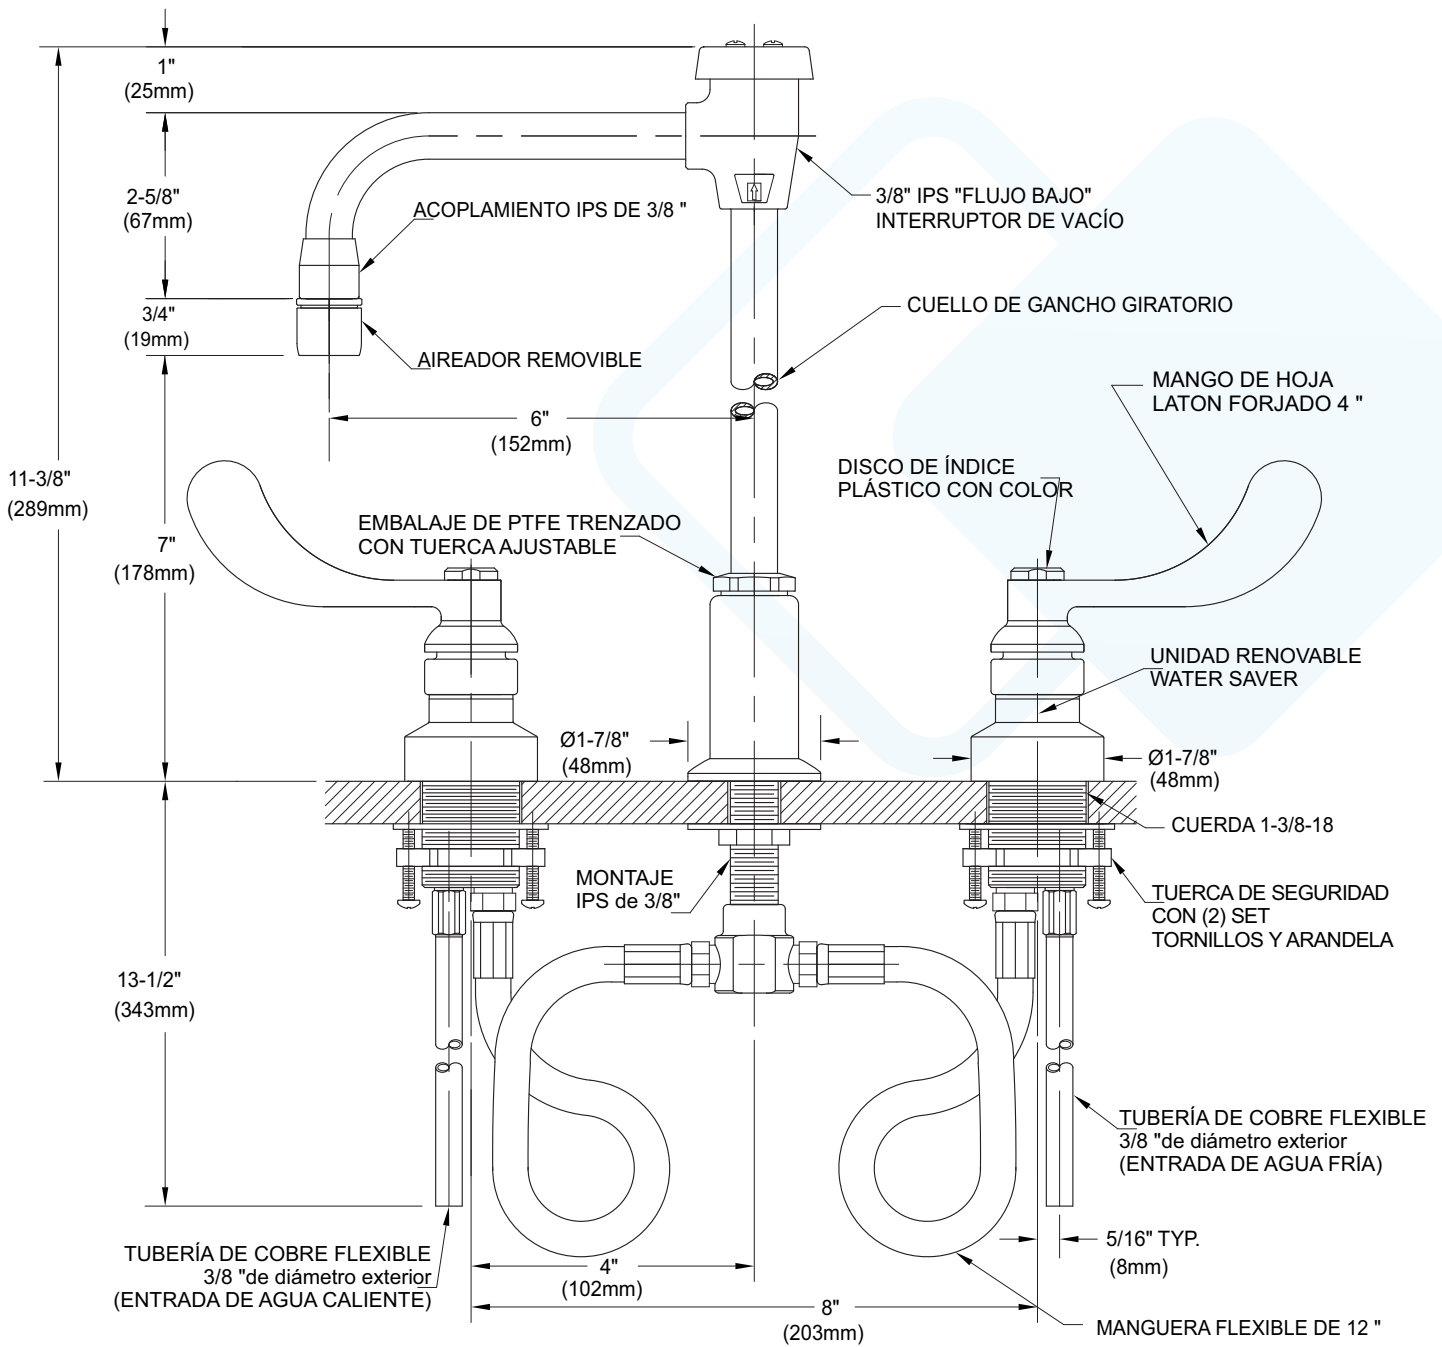 1"
(25mm)
2-5/8"
(67mm)
ACOPLAMIENTO IPS DE 3/8 "
3/8" IPS "FLUJO BAJO"
INTERRUPTOR DE VACÍO
3/4"
(19mm)
CUELLO DE GANCHO GIRATORIO
AIREADOR REMOVIBLE
MANGO DE HOJA
LATON FORJADO 4 "
6"
(152mm)
11-3/8"
(289mm)
DISCO DE ÍNDICE
PLÁSTICO CON COLOR
EMBALAJE DE PTFE TRENZADO
CON TUERCA AJUSTABLE
7"
(178mm)
UNIDAD RENOVABLE
WATER SAVER
Ø1-7/8"
(48mm)
Ø1-7/8"
(48mm)
CUERDA 1-3/8-18
MONTAJE
IPS de 3/8"
TUERCA DE SEGURIDAD
CON (2) SET
TORNILLOS Y ARANDELA
13-1/2"
(343mm)
TUBERÍA DE COBRE FLEXIBLE
3/8 "de diámetro exterior
(ENTRADA DE AGUA FRÍA)
TUBERÍA DE COBRE FLEXIBLE
3/8 "de diámetro exterior
(ENTRADA DE AGUA CALIENTE)
5/16" TYP.
(8mm)
4"
(102mm)
8"
(203mm)
MANGUERA FLEXIBLE DE 12 "